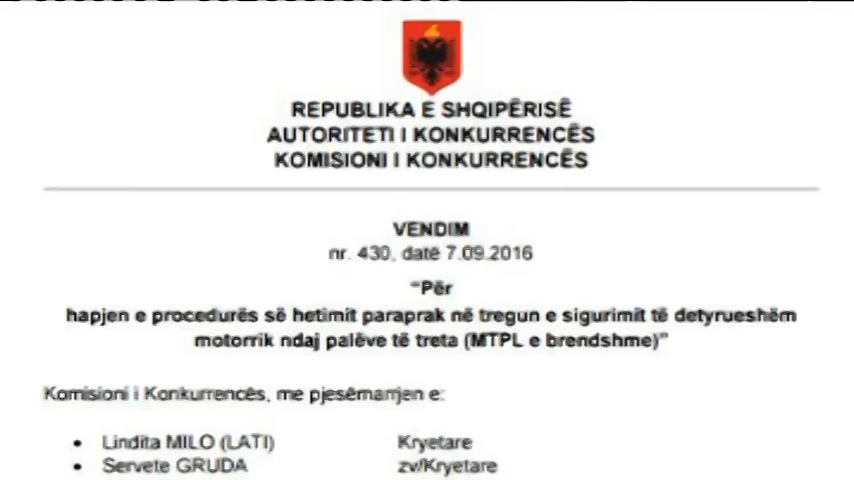 REPUBLIKA E SHQIPËRISË
AUTORITETI I KONKURRENCËS
KOMISIONI I KONKURRENCËS
VENDIM
nr. 430, datë 7.09.2016
“Për
hapjen e procedurës së hetimit paraprak në tregun e sigurimit të detyrueshëm
motorrik ndaj palëve të treta (MTPL e brendshme)”
Komisioni i Konkurrencës, me pjesëmarrjen e:
• Lindita MILO (LATI) Kryetare
• Servete GRUDA zv/Kryetare